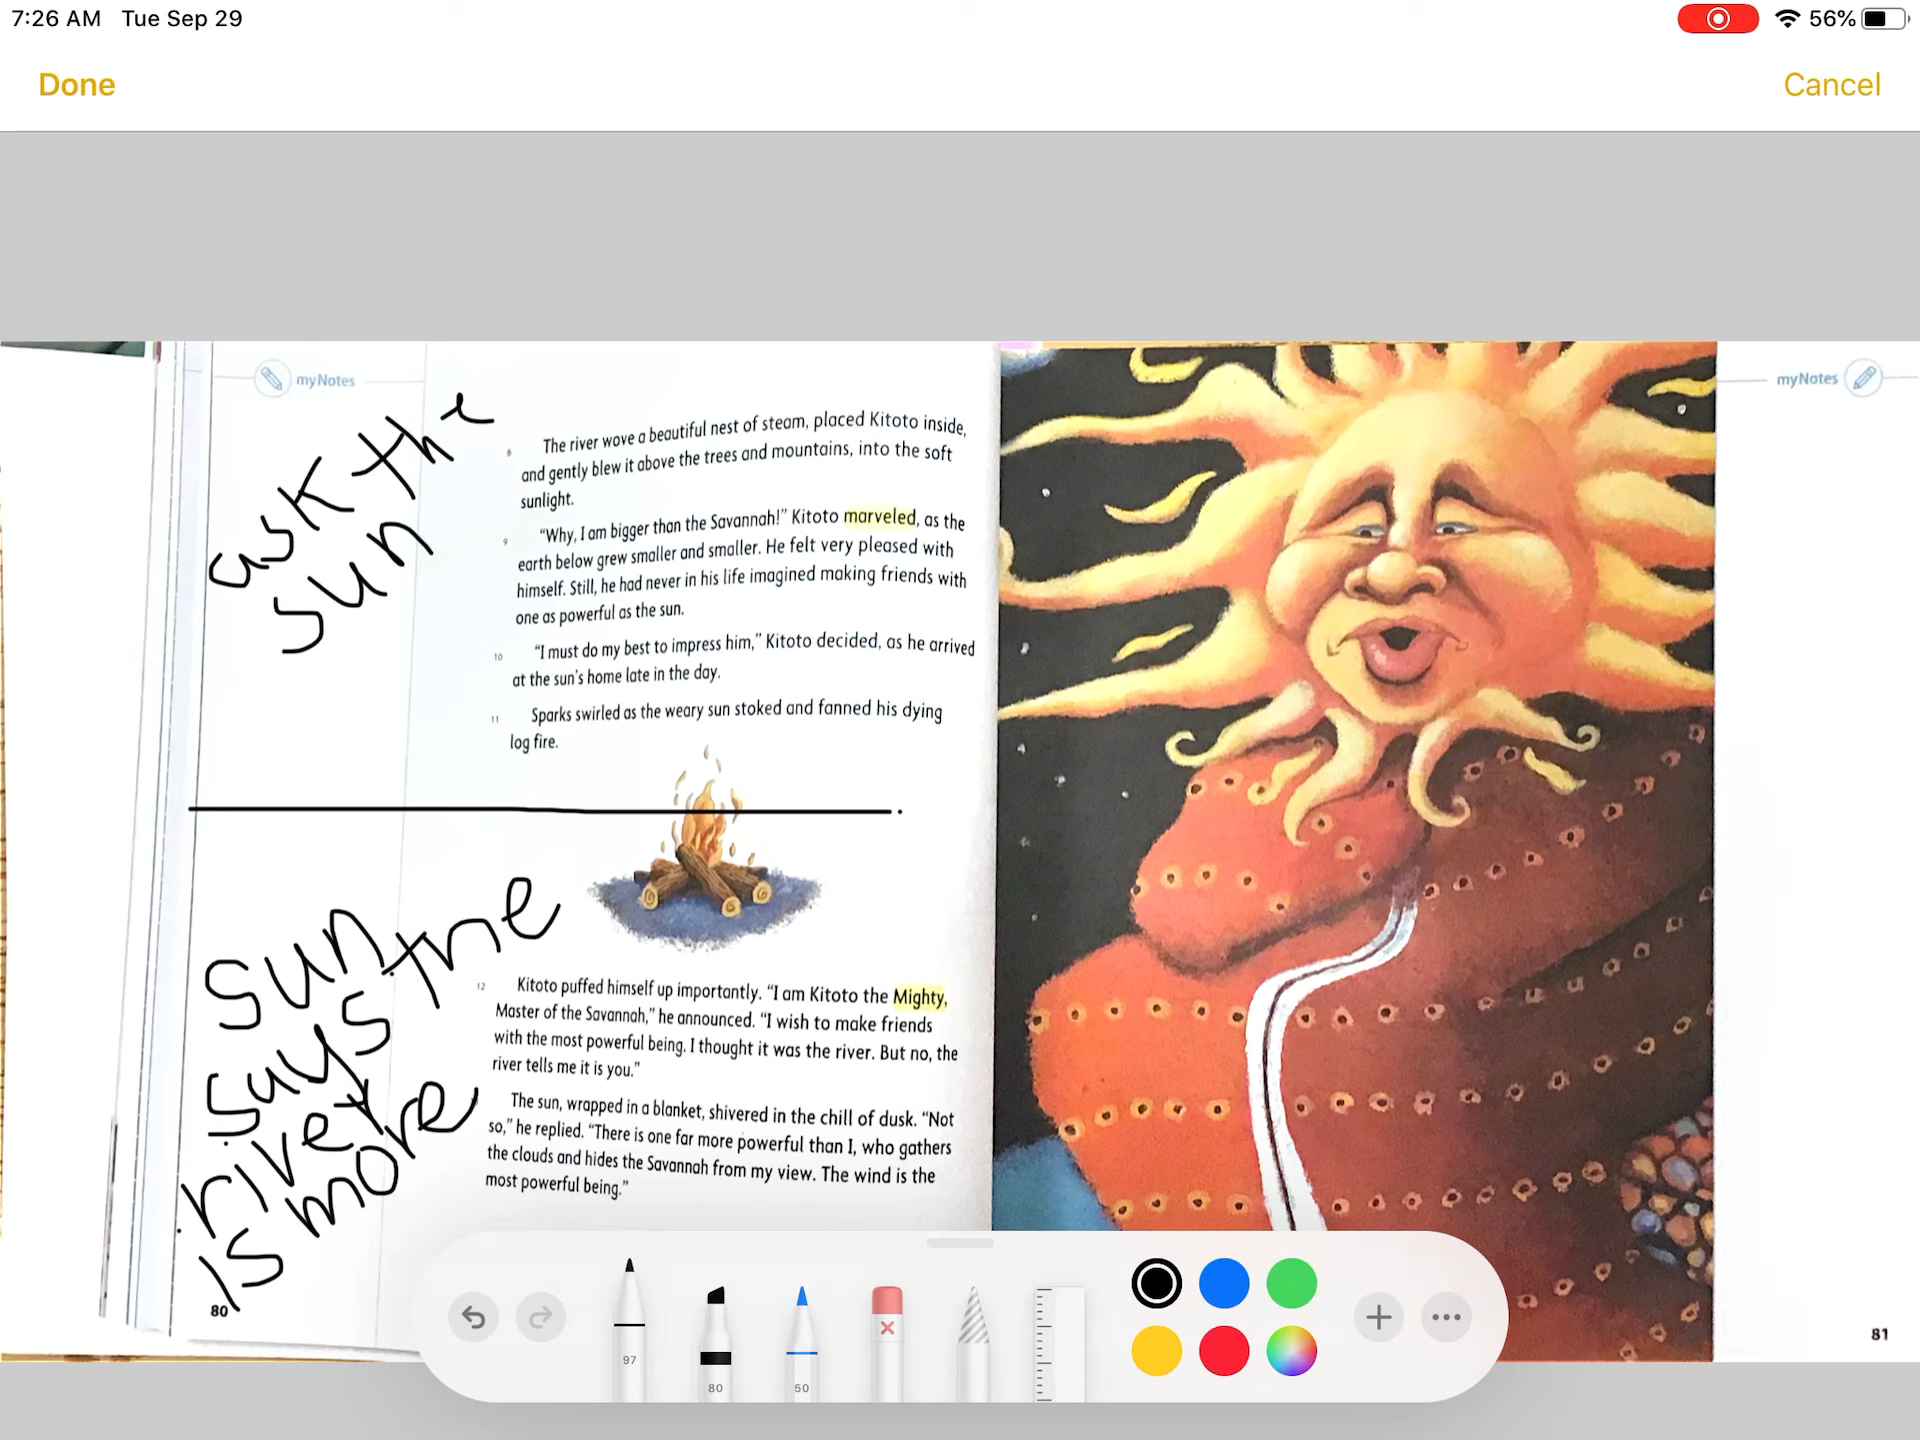 7:26 AM Tue Sep 29
56%
Done
Cancel
myNotes
myNotes
ask the
sun
8 The river wove a beautiful nest of steam, placed Kitoto inside,
and gently blew it above the trees and mountains, into the soft
sunlight.
9 “Why, I am bigger than the Savannah!” Kitoto marveled, as the
earth below grew smaller and smaller. He felt very pleased with
himself. Still, he had never in his life imagined making friends with
one as powerful as the sun.
10 “I must do my best to impress him,” Kitoto decided, as he arrived
at the sun's home late in the day.
11 Sparks swirled as the weary sun stoked and fanned his dying
log fire.
sun
says the
river
is more
12 Kitoto puffed himself up importantly. “I am Kitoto the Mighty,
Master of the Savannah,” he announced. “I wish to make friends
with the most powerful being. I thought it was the river. But no, the
river tells me it is you.”
The sun, wrapped in a blanket, shivered in the chill of dusk. “Not
so,” he replied. “There is one far more powerful than I, who gathers
the clouds and hides the Savannah from my view. The wind is the
most powerful being.”
80
81
97
80
50